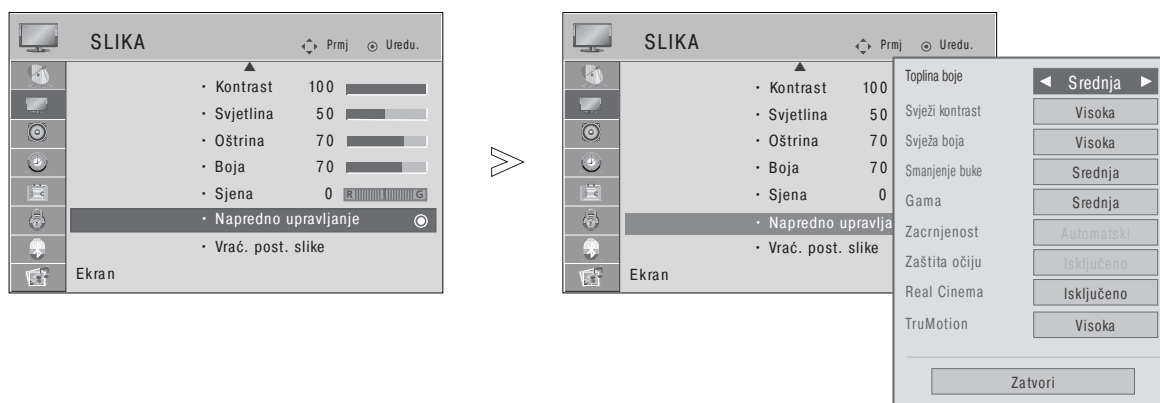 SLIKA Prmj Uredu.
• Kontrast 100
• Svjetlina 50
• Oštrina 70
• Boja 70
• Sjena 0 R G
• Napredno upravljanje
• Vrać. post. slike
Ekran
SLIKA Prmj Uredu.
• Kontrast 100
• Svjetlina 50
• Oštrina 70
• Boja 70
• Sjena 0
• Napredno upravlja
• Vrać. post. slike
Ekran
Toplina boje ◄ Srednja ►
Svježi kontrast Visoka
Svježa boja Visoka
Smanjenje buke Srednja
Gama Srednja
Zacrnjenost Automatski
Zaštita očiju Isključeno
Real Cinema Isključeno
TruMotion Visoka
Zatvori